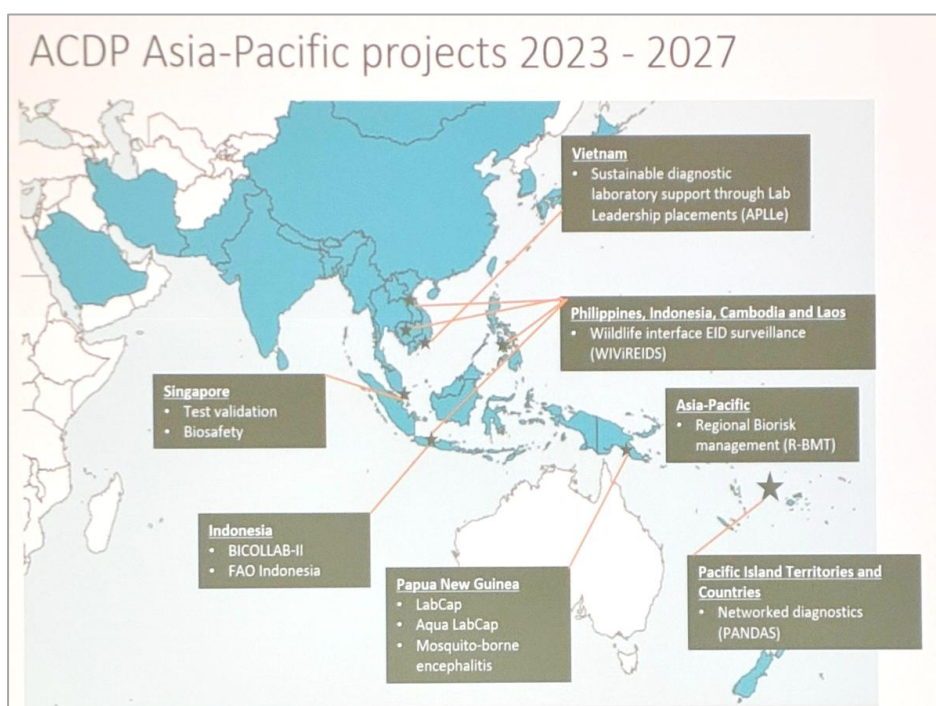 ACDP Asia-Pacific projects 2023 - 2027
Vietnam
• Sustainable diagnostic
laboratory support through Lab
Leadership placements (APLLe)
Philippines, Indonesia, Cambodia and Laos
• Wiildlife interface EID surveillance
(WIViREIDS)
Singapore
• Test validation
• Biosafety
Asia-Pacific
• Regional Biorisk
management (R-BMT)
Indonesia
• BICOLLAB-II
• FAO Indonesia
Papua New Guinea
• LabCap
• Aqua LabCap
• Mosquito-borne
encephalitis
Pacific Island Territories and
Countries
• Networked diagnostics
(PANDAS)